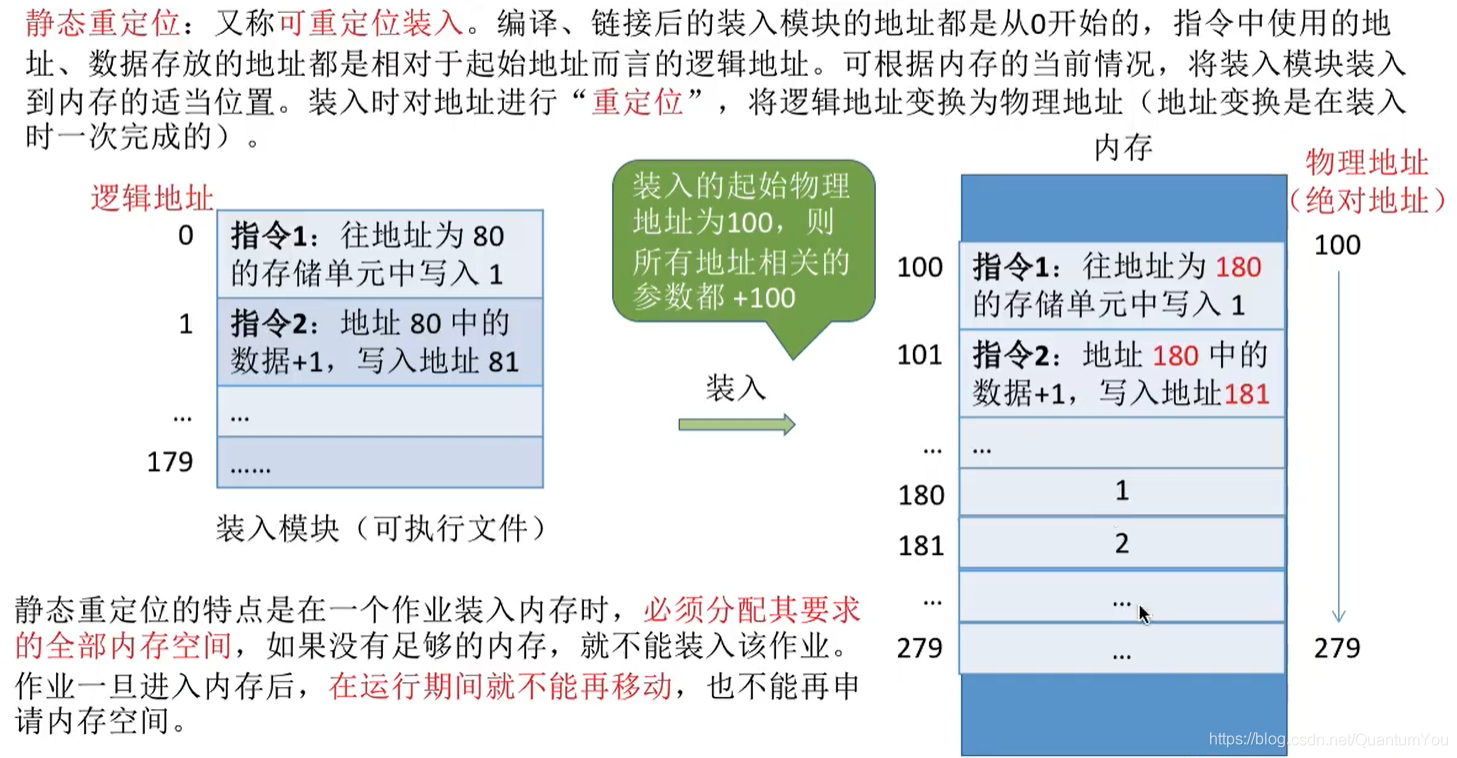 静态重定位：又称可重定位装入。编译、链接后的装入模块的地址都是从0开始的，指令中使用的地
址、数据存放的地址都是相对于起始地址而言的逻辑地址。可根据内存的当前情况，将装入模块装入
到内存的适当位置。装入时对地址进行“重定位”，将逻辑地址变换为物理地址（地址变换是在装入
时一次完成的）。
逻辑地址
0
指令1：往地址为 80
的存储单元中写入 1
1
指令2：地址 80 中的
数据+1，写入地址 81
...
...
179
......
装入模块（可执行文件）
装入的起始物理
地址为100，则
所有地址相关的
参数都 +100
装入
内存
物理地址
（绝对地址）
100
指令1：往地址为 180
的存储单元中写入 1
101
指令2：地址 180 中的
数据+1，写入地址181
...
...
180
1
181
2
...
...
279
...
100
279
静态重定位的特点是在一个作业装入内存时，必须分配其要求
的全部内存空间，如果没有足够的内存，就不能装入该作业。
作业一旦进入内存后，在运行期间就不能再移动，也不能再申
请内存空间。
https://blog.csdn.net/QuantumYou